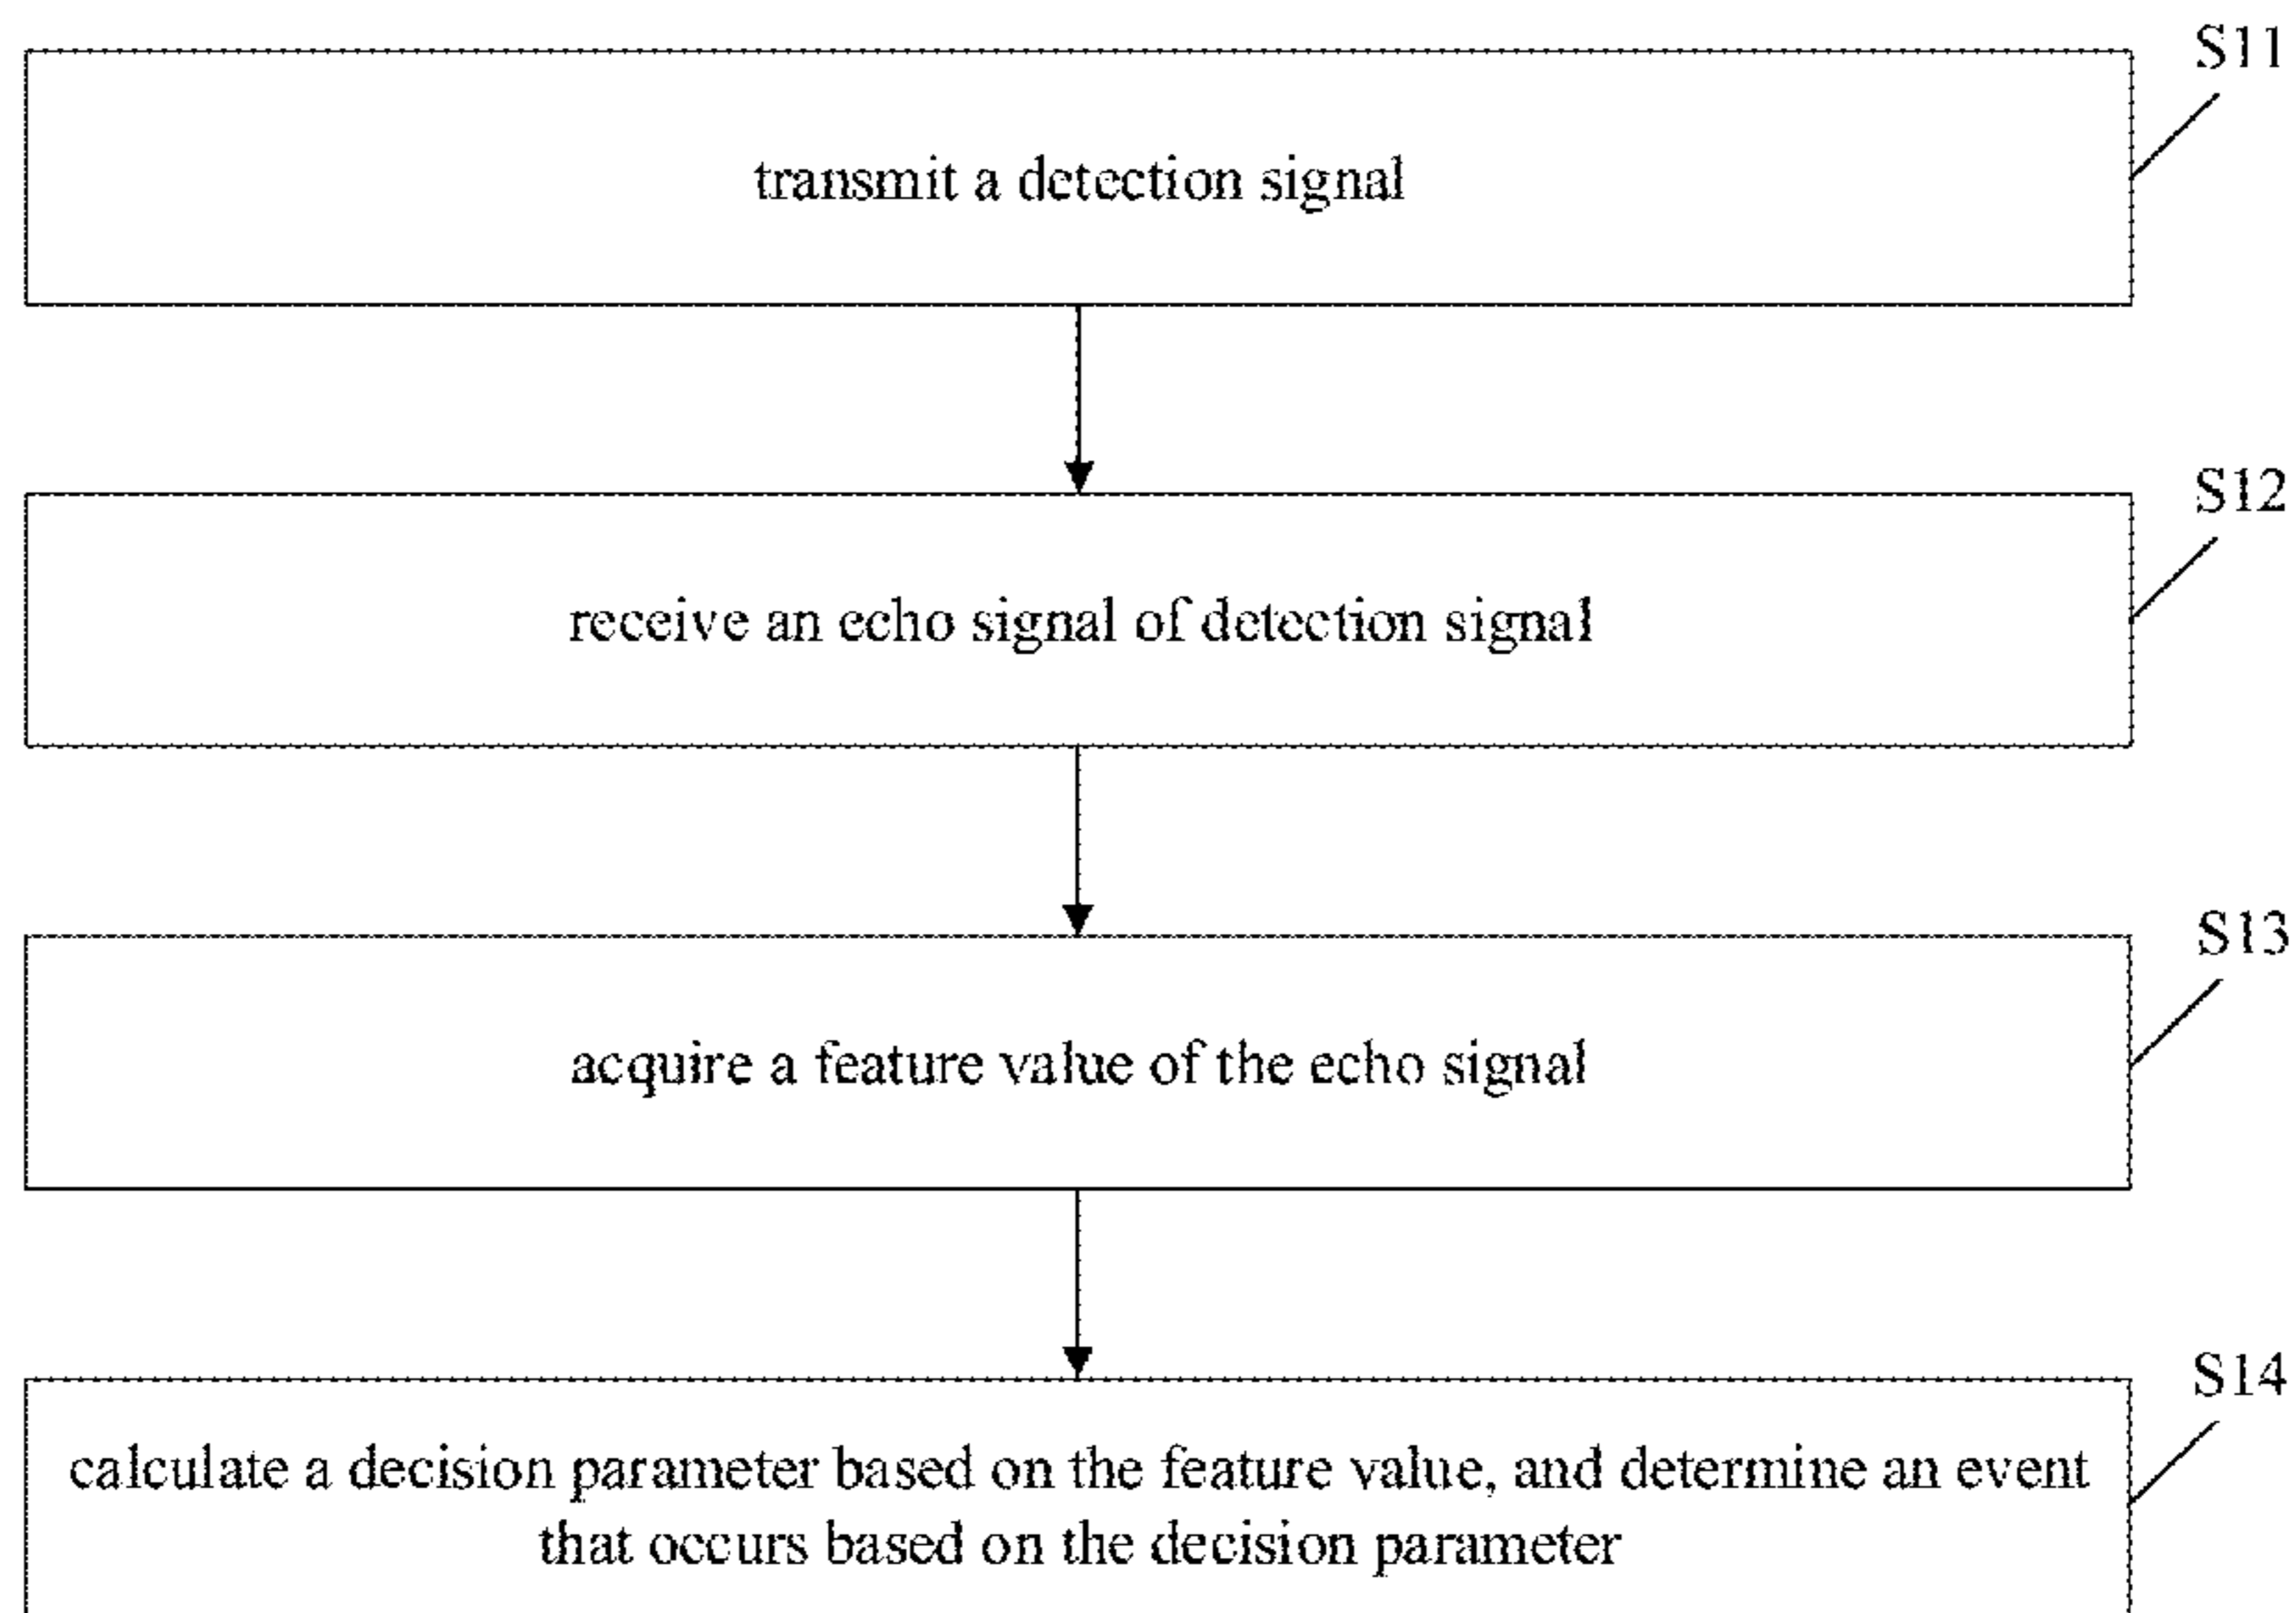 S11
transmit a detection signal
S12
receive an echo signal of detection signal
S13
acquire a feature value of the echo signal
S14
calculate a decision parameter based on the feature value, and determine an event
that occurs based on the decision parameter